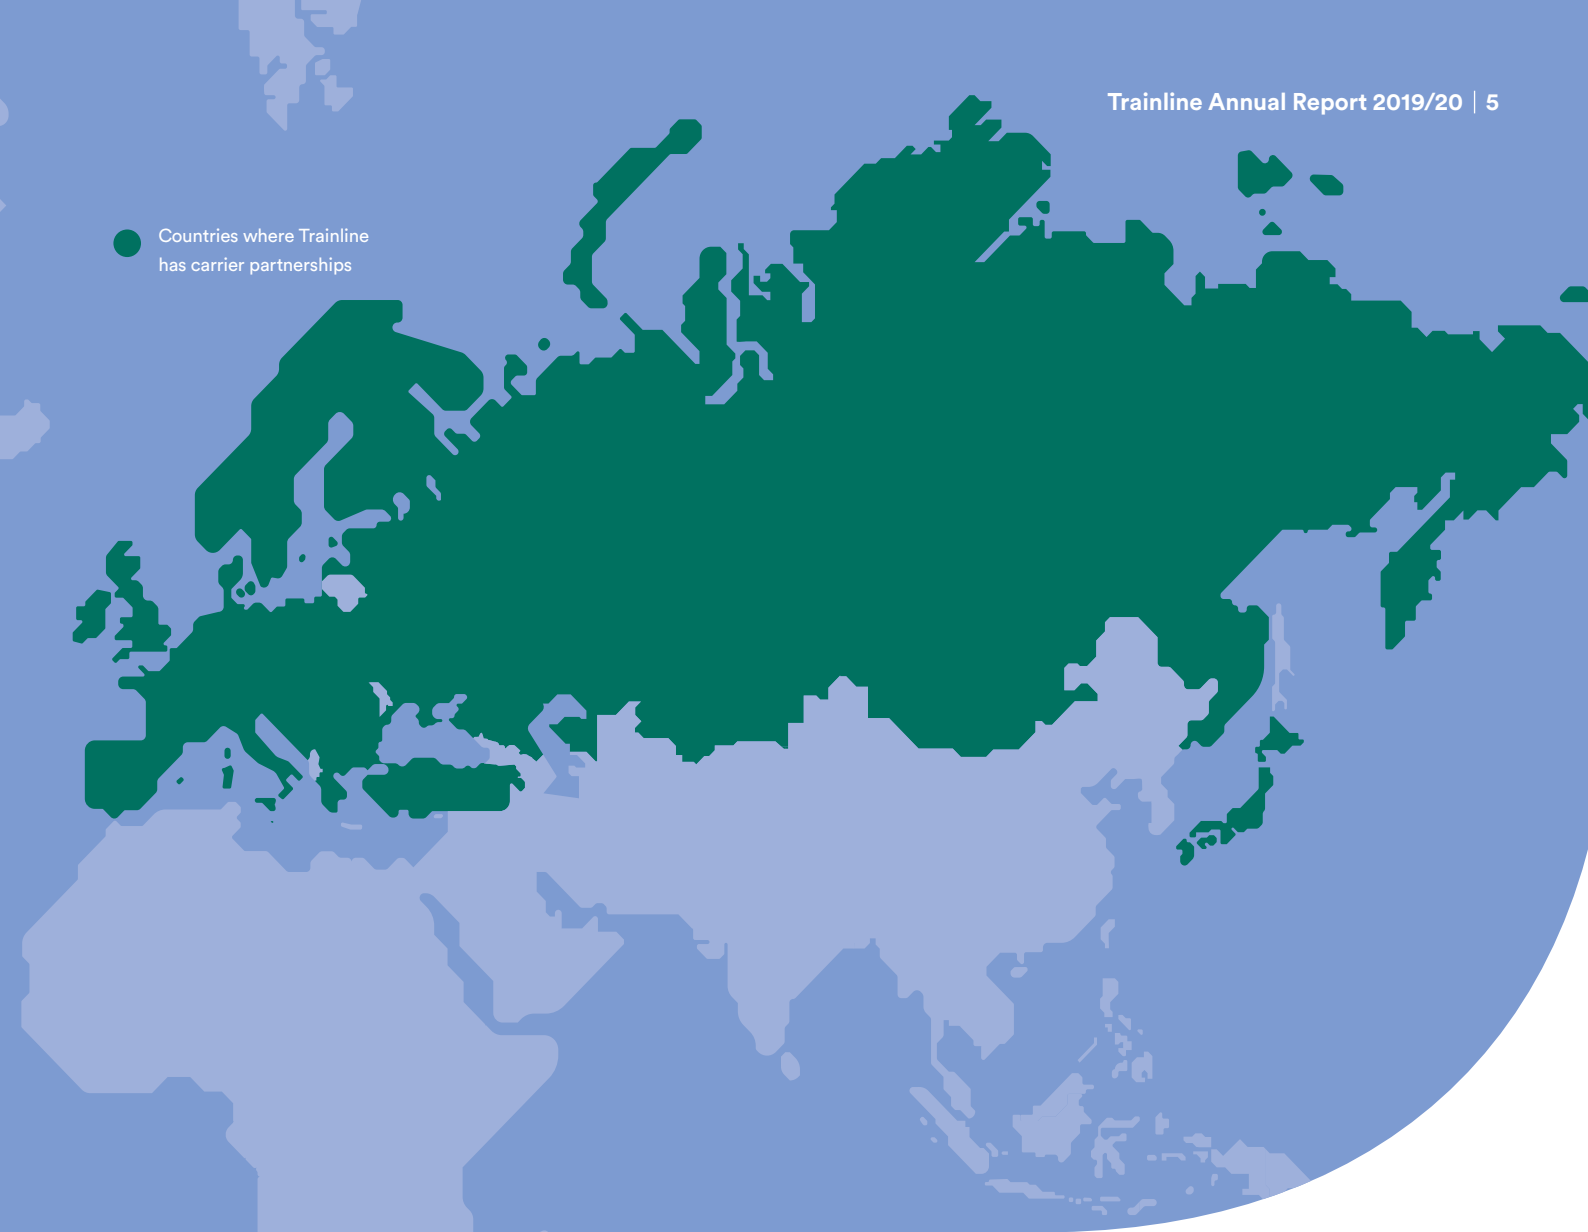 Trainline Annual Report 2019/20 | 5
Countries where Trainline
has carrier partnerships